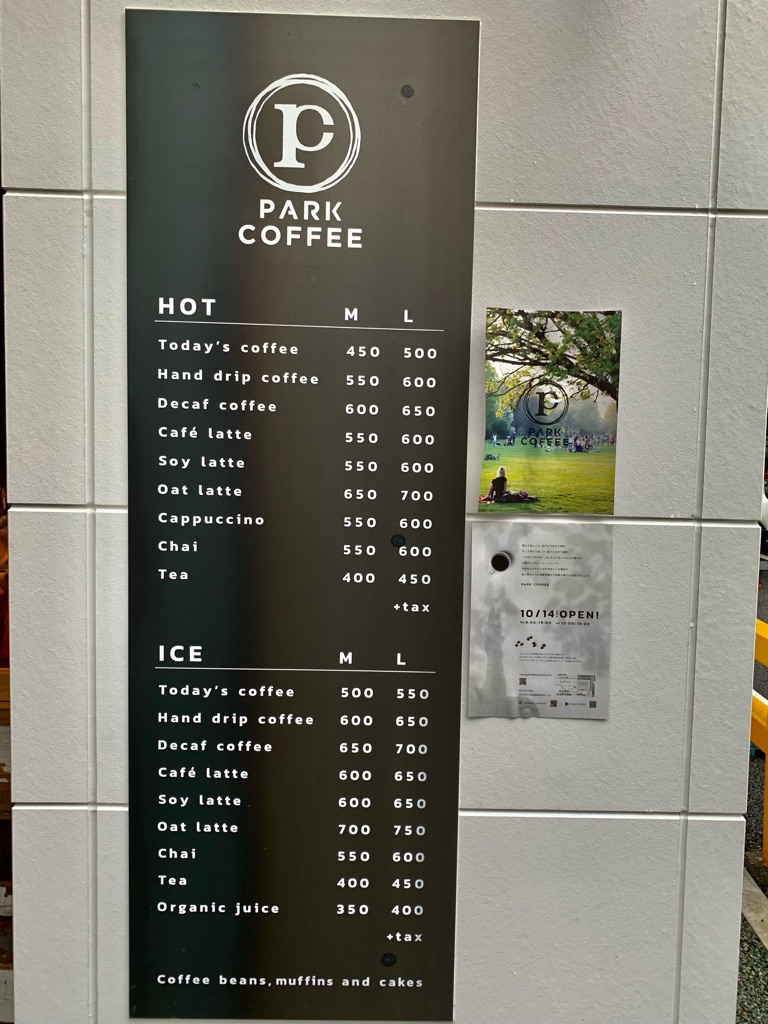 PARK
COFFEE
HOT M L
Today's coffee 450 500
Hand drip coffee 550 600
Decaf coffee 600 650
Café latte 550 600
Soy latte 550 600
Oat latte 650 700
Cappuccino 550 600
Chai 550 600
Tea 400 450
+tax
ICE M L
Today's coffee 500 550
Hand drip coffee 600 650
Decaf coffee 650 700
Café latte 600 650
Soy latte 600 650
Oat latte 700 750
Chai 550 600
Tea 400 450
Organic juice 350 400
+tax
Coffee beans, muffins and cakes
PARK
COFFEE
PARK COFFEE
10/14 OPEN!